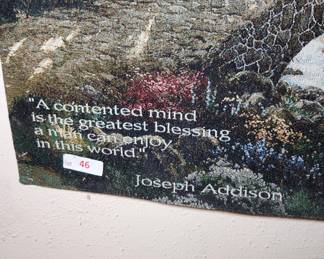 "A contented mind
is the greatest blessing
a man can enjoy
in this world."
46
Joseph Addison